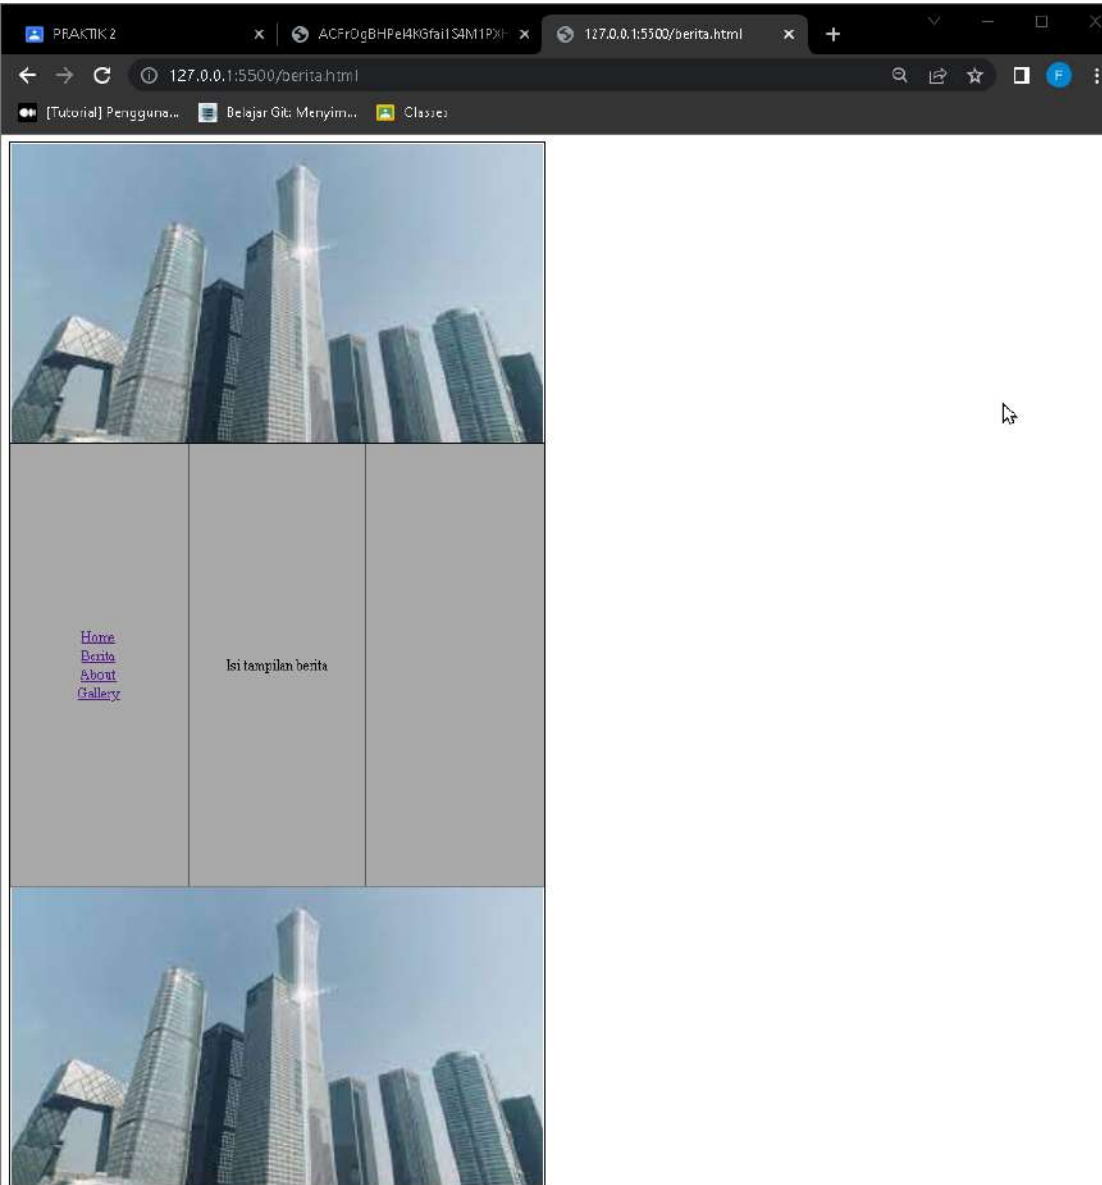 PRAKTIK 2
127.0.0.1:5500/berita.html
127.0.0.1:5500/berita.html
F
[Tutorial] Pengguna...
Belajar Git: Menyim...
Classes
Home
Berita
About
Gallery
Isi tampilan berita